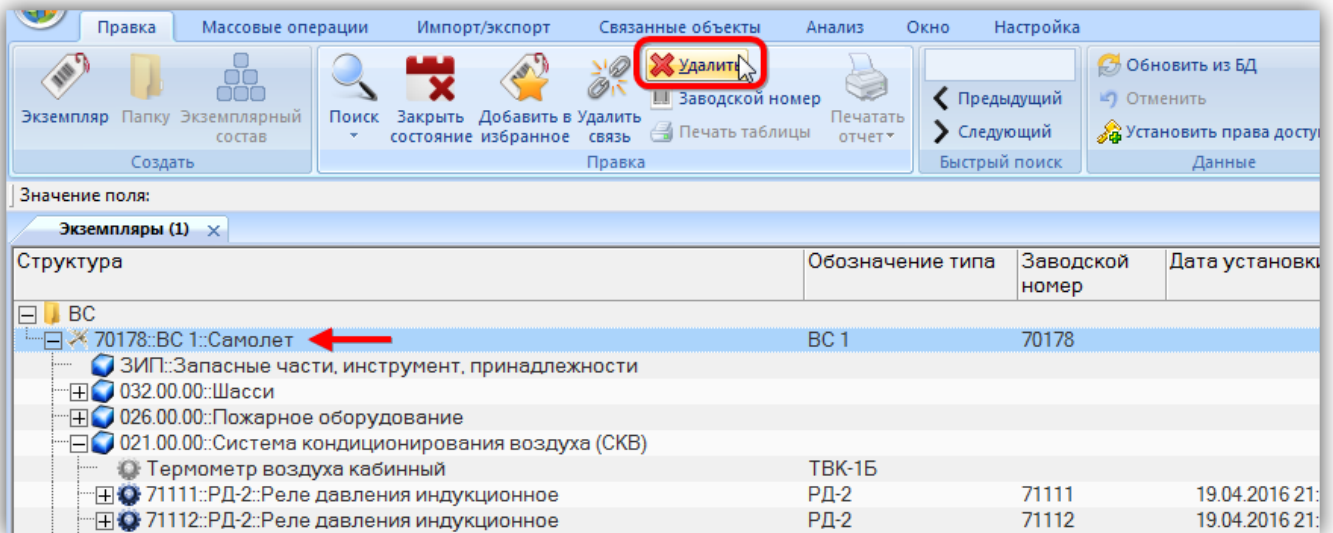 Правка Массовые операции Импорт/экспорт Связанные объекты Анализ Окно Настройка
Экземпляр Папку Экземплярный состав
Создать
Поиск Закрыть состояние Добавить в избранное Удалить связь
Удалить
Заводской номер
Печать таблицы
Печатать отчет
Правка
Предыдущий
Следующий
Быстрый поиск
Обновить из БД
Отменить
Установить права досту
Данные
Значение поля:
Экземпляры (1)
Структура Обозначение типа Заводской номер Дата установки
ВС
70178::ВС 1::Самолет ВС 1 70178
ЗИП::Запасные части, инструмент, принадлежности
032.00.00::Шасси
026.00.00::Пожарное оборудование
021.00.00::Система кондиционирования воздуха (СКВ)
Термометр воздуха кабинный ТВК-1Б
71111::РД-2::Реле давления индукционное РД-2 71111 19.04.2016 21:
71112::РД-2::Реле давления индукционное РД-2 71112 19.04.2016 21: